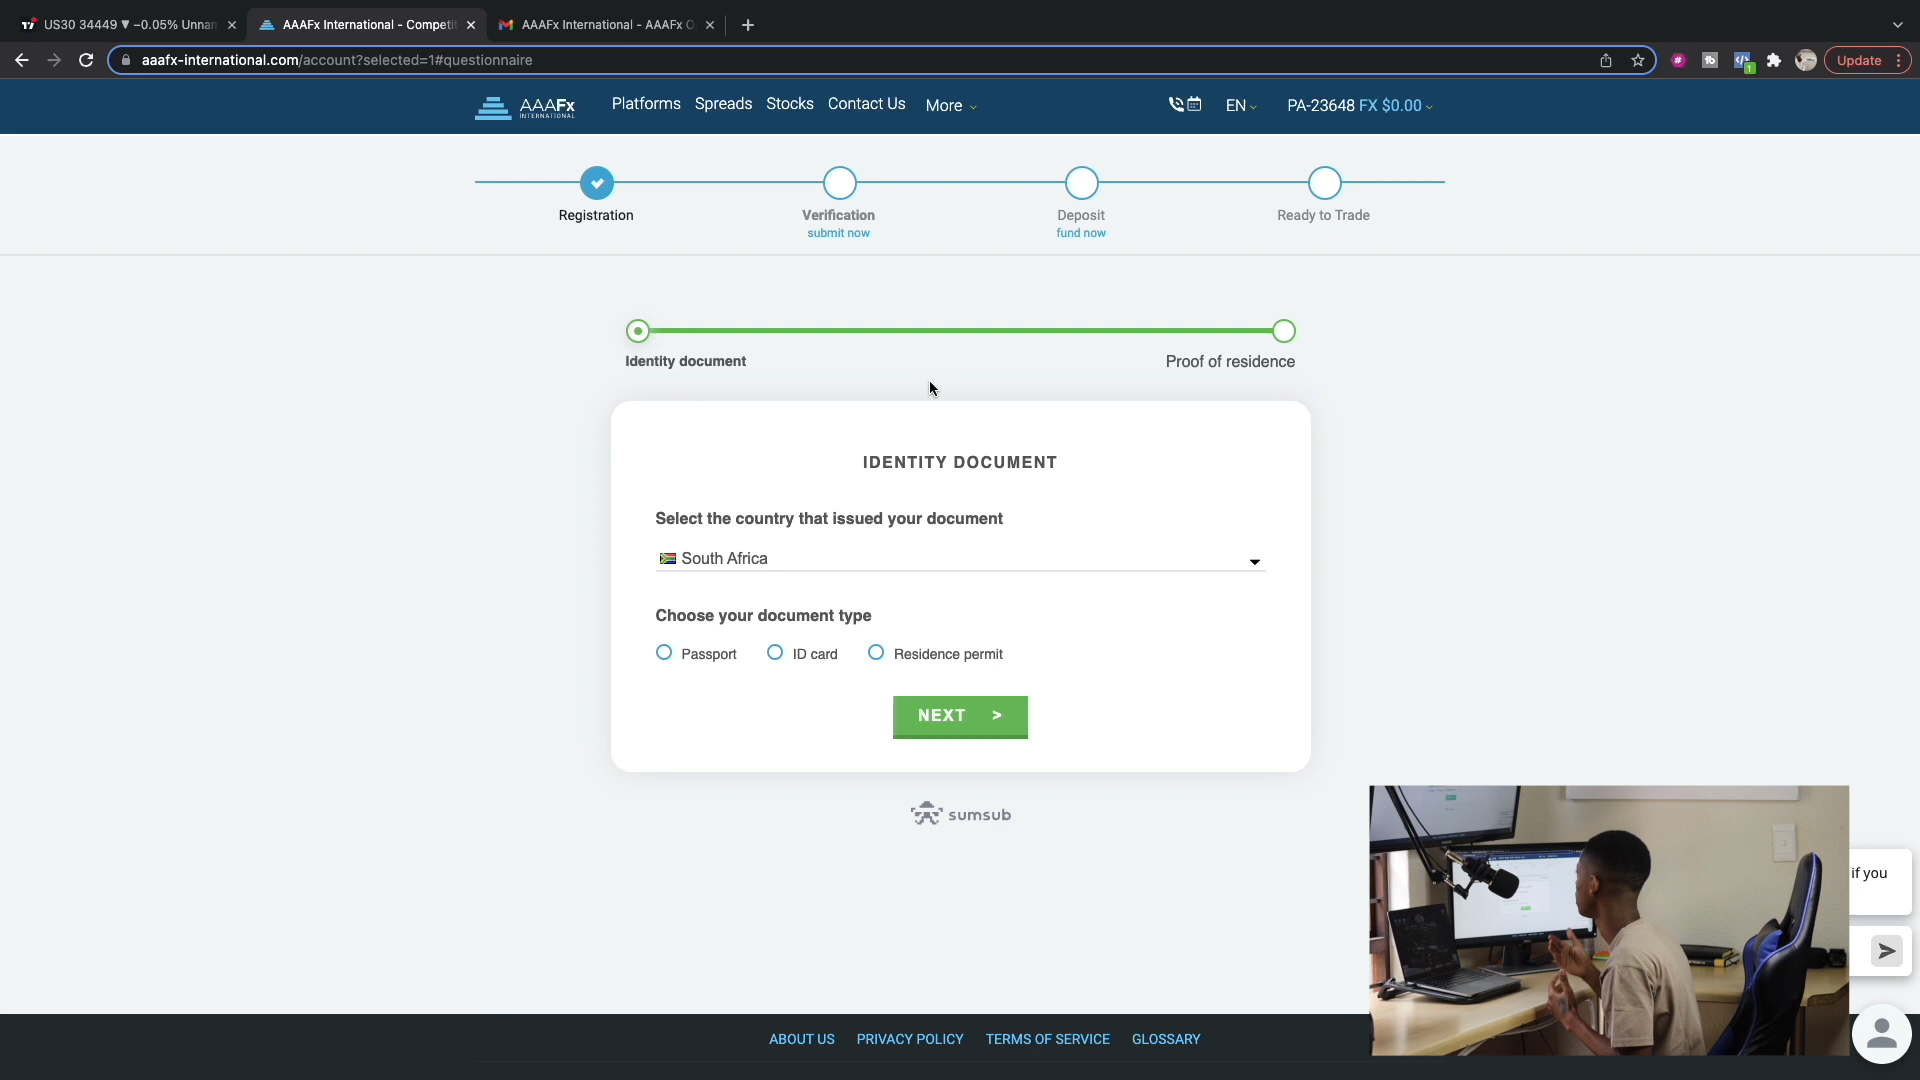 US30 34449 ▼ −0.05% Unnam
AAAFx International - Competit
AAAFx International - AAAFx O
aaafx-international.com/account?selected=1#questionnaire
Update
AAAFx
INTERNATIONAL
Platforms
Spreads
Stocks
Contact Us
More
EN
PA-23648 FX $0.00
Registration
Verification
submit now
Deposit
fund now
Ready to Trade
Identity document
Proof of residence
IDENTITY DOCUMENT
Select the country that issued your document
South Africa
Choose your document type
Passport
ID card
Residence permit
NEXT >
sumsub
if you
ABOUT US
PRIVACY POLICY
TERMS OF SERVICE
GLOSSARY